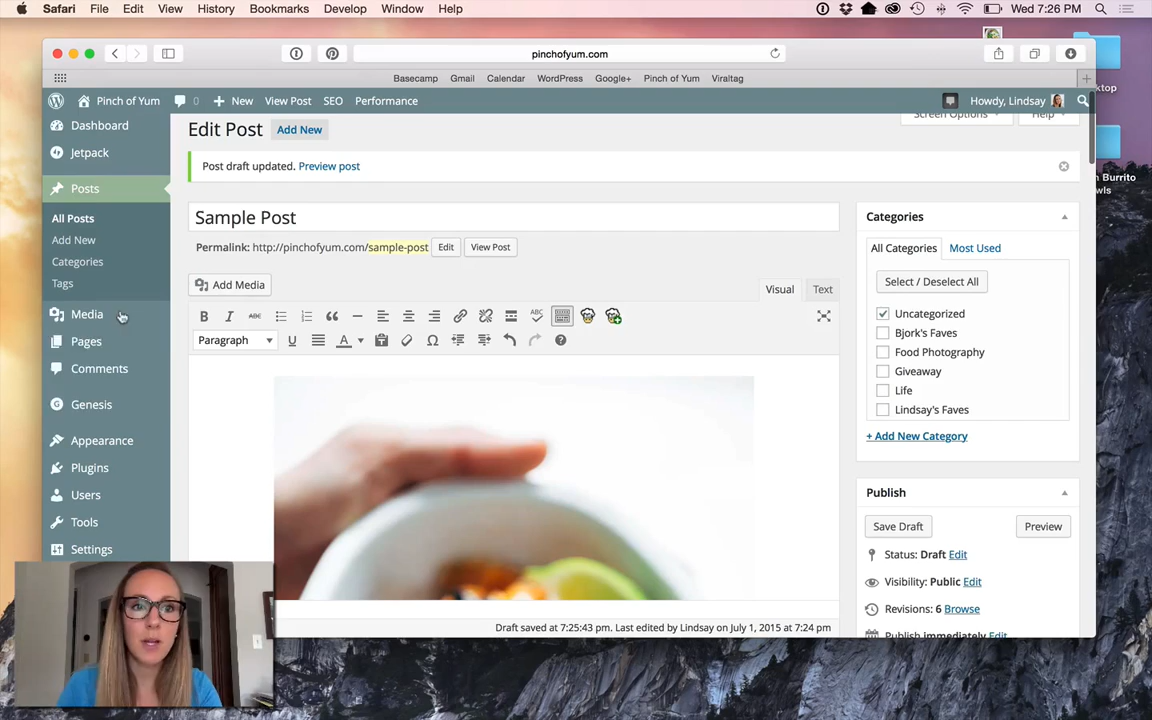 Safari File Edit View History Bookmarks Develop Window Help Wed 7:26 PM
pinchofyum.com
Basecamp Gmail Calendar WordPress Google+ Pinch of Yum Viraltag
Pinch of Yum 0 New View Post SEO Performance Howdy, Lindsay
Dashboard
Jetpack
Posts
All Posts
Add New
Categories
Tags
Media
Pages
Comments
Genesis
Appearance
Plugins
Users
Tools
Settings
Edit Post Add New
Screen Options Help
Post draft updated. Preview post
Sample Post
Permalink: http://pinchofyum.com/sample-post Edit View Post
Add Media
Visual Text
B I ABC ABC
Paragraph U A Ω
Draft saved at 7:25:43 pm. Last edited by Lindsay on July 1, 2015 at 7:24 pm
Categories
All Categories Most Used
Select / Deselect All
Uncategorized
Bjork's Faves
Food Photography
Giveaway
Life
Lindsay's Faves
+ Add New Category
Publish
Save Draft Preview
Status: Draft Edit
Visibility: Public Edit
Revisions: 6 Browse
Publish immediately Edit
ktop
n Burrito
wls